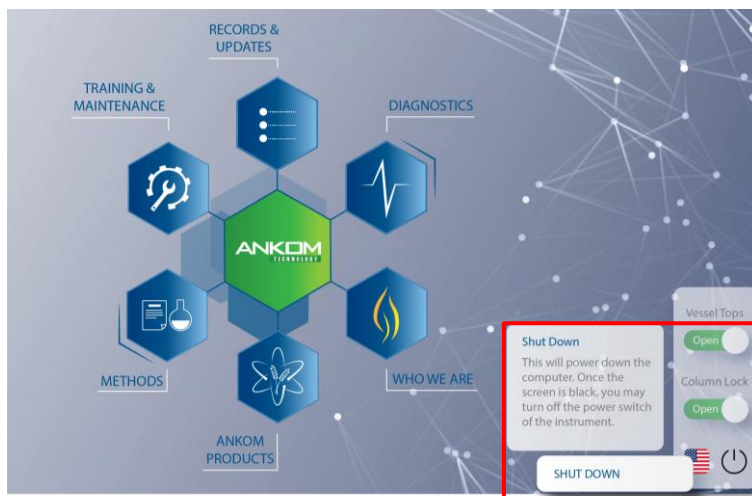 RECORDS &
UPDATES
TRAINING &
MAINTENANCE
DIAGNOSTICS
ANKOM
TECHNOLOGY
METHODS
WHO WE ARE
ANKOM
PRODUCTS
Vessel Tops
Open
Column Lock
Open
Shut Down
This will power down the
computer. Once the
screen is black, you may
turn off the power switch
of the instrument.
SHUT DOWN